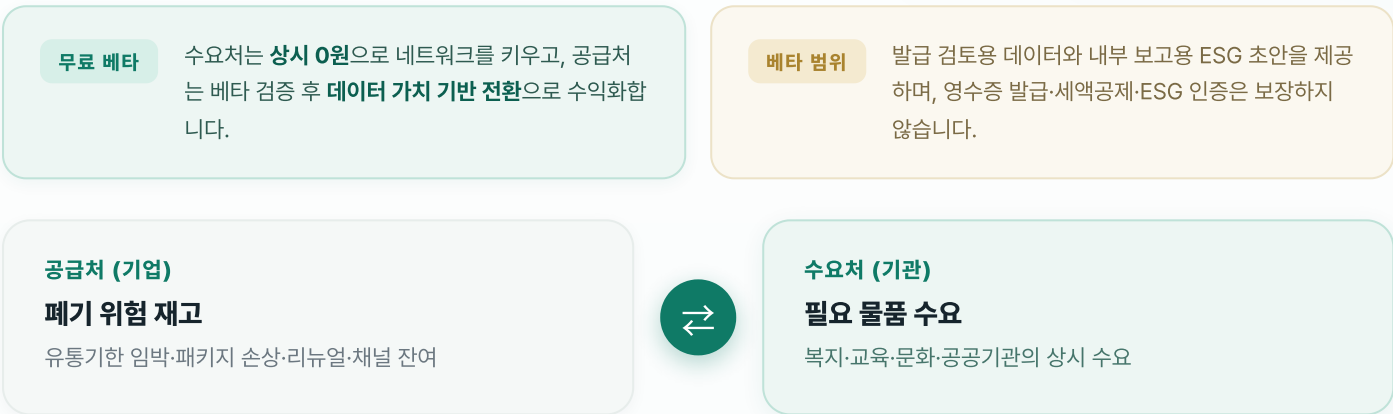 무료 베타
수요처는 상시 0원으로 네트워크를 키우고, 공급처
는 베타 검증 후 데이터 가치 기반 전환으로 수익화합
니다.
베타 범위
발급 검토용 데이터와 내부 보고용 ESG 초안을 제공
하며, 영수증 발급·세액공제·ESG 인증은 보장하지
않습니다.
공급처 (기업)
폐기 위험 재고
유통기한 임박·패키지 손상·리뉴얼·채널 잔여
수요처 (기관)
필요 물품 수요
복지·교육·문화·공공기관의 상시 수요